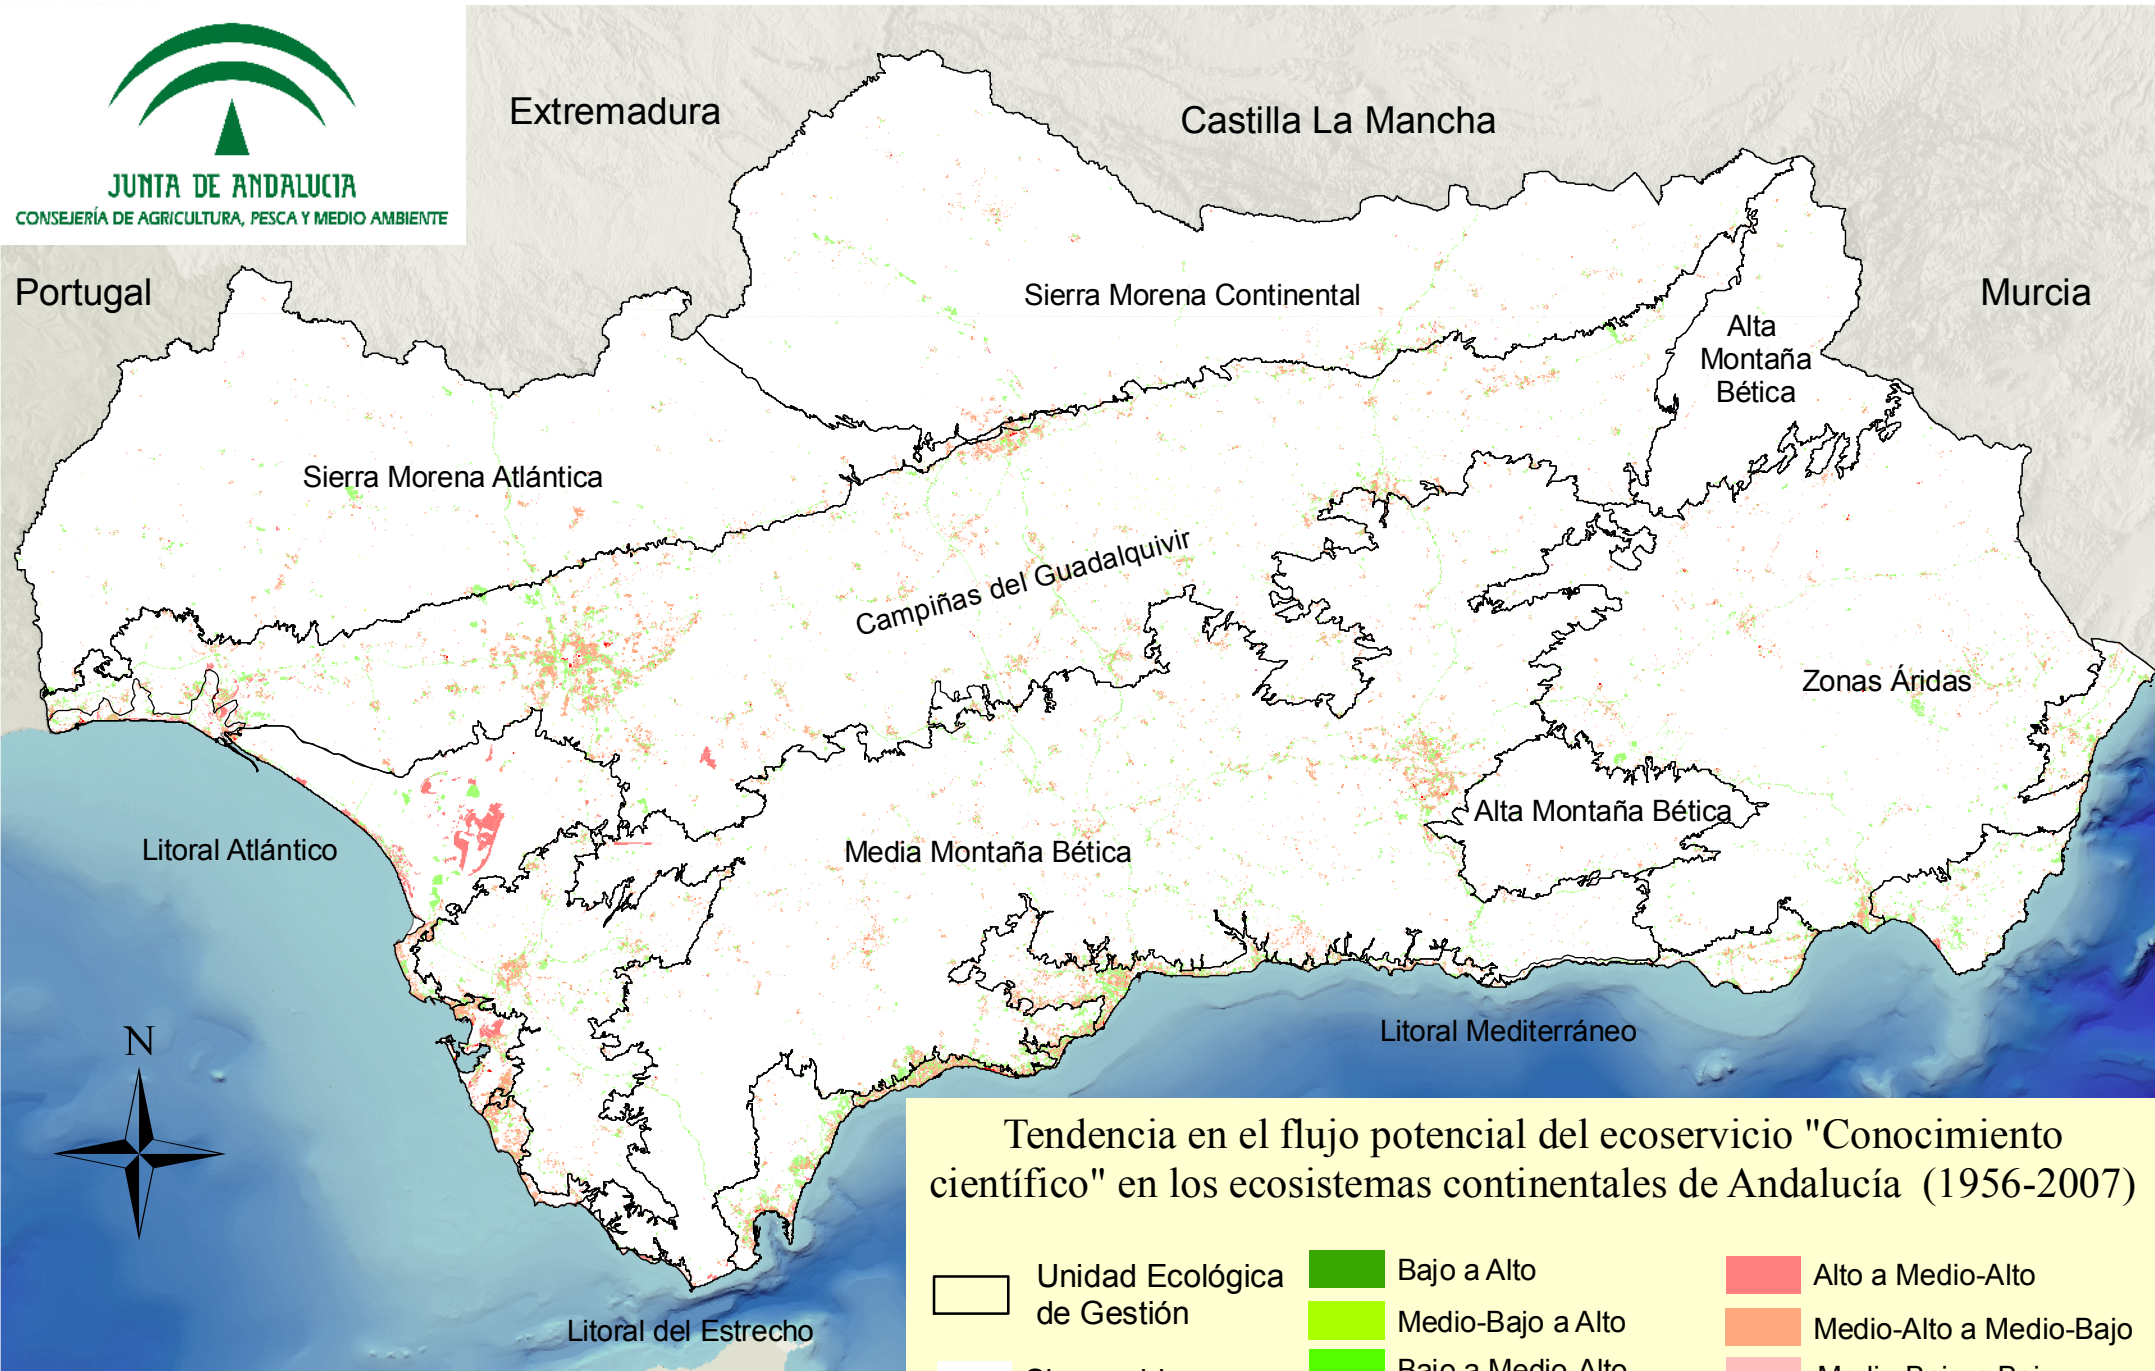 JUNTA DE ANDALUCIA
CONSEJERÍA DE AGRICULTURA, PESCA Y MEDIO AMBIENTE
Extremadura
Castilla La Mancha
Portugal
Murcia
Sierra Morena Continental
Alta
Montaña
Bética
Sierra Morena Atlántica
Campiñas del Guadalquivir
Zonas Áridas
Alta Montaña Bética
Litoral Atlántico
Media Montaña Bética
Litoral Mediterráneo
N
Litoral del Estrecho
Tendencia en el flujo potencial del ecoservicio "Conocimiento
científico" en los ecosistemas continentales de Andalucía (1956-2007)
Unidad Ecológica
de Gestión
Bajo a Alto
Medio-Bajo a Alto
Bajo a Medio-Alto
Alto a Medio-Alto
Medio-Alto a Medio-Bajo